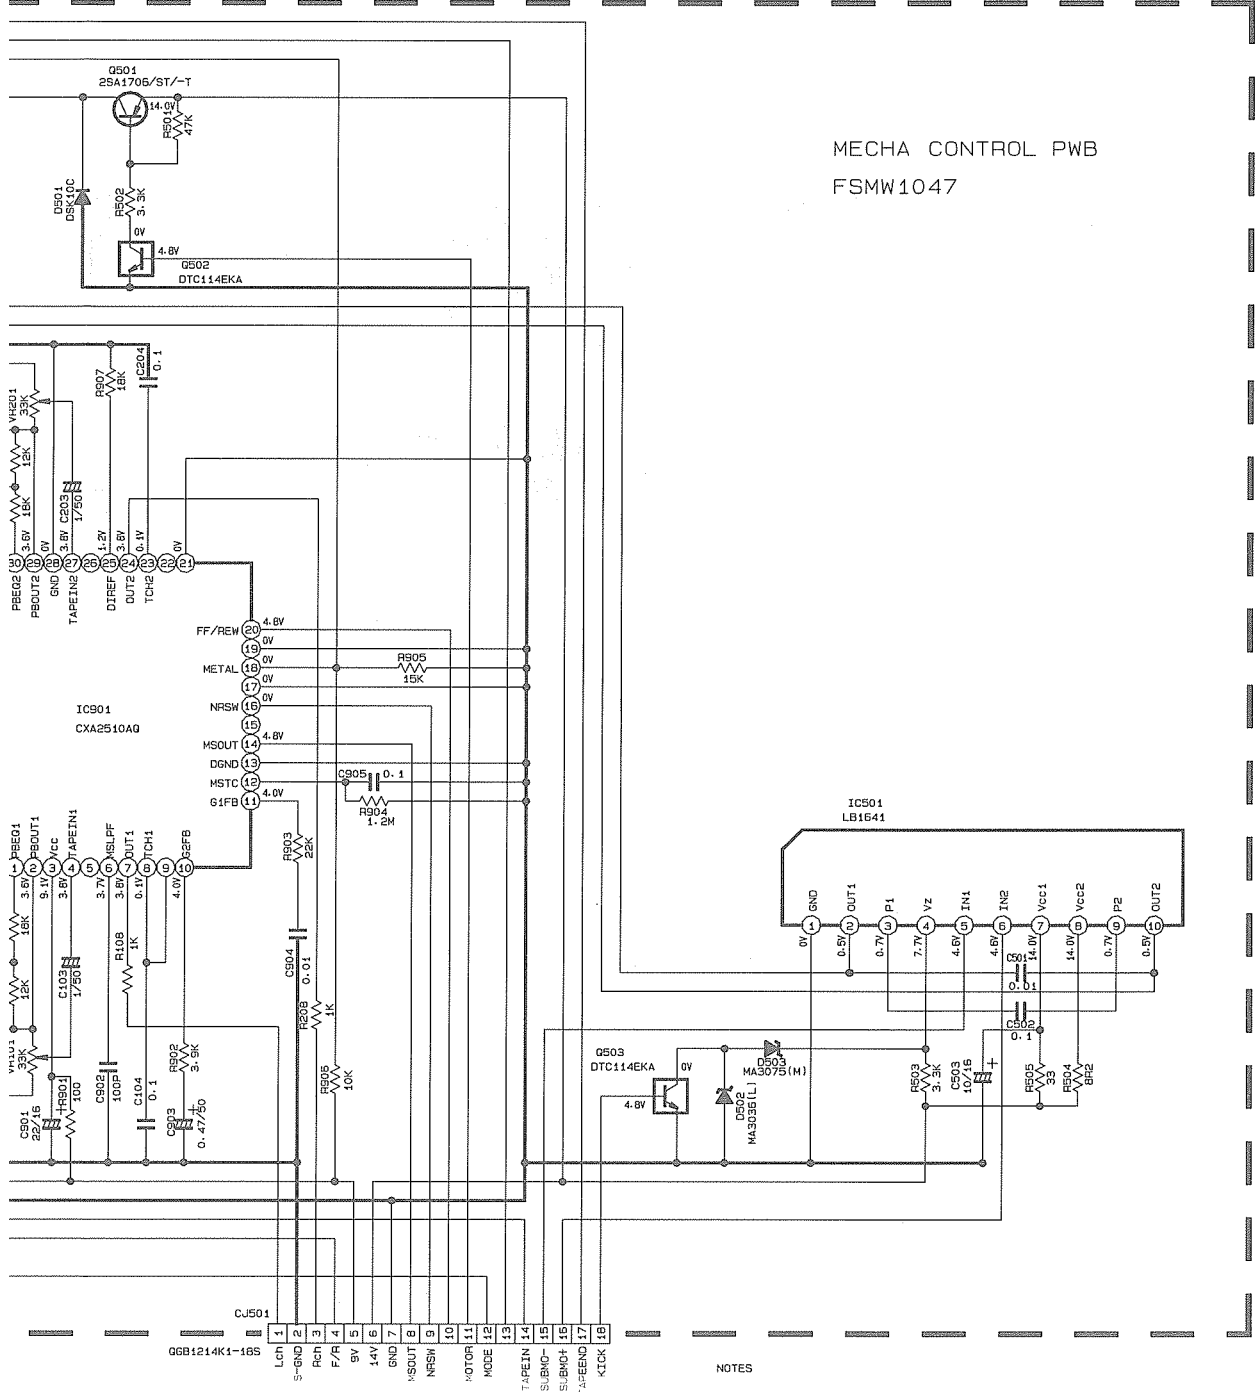 Q501
2SA1706/ST/-T
14.0V
R501
47K
MECHA CONTROL PWB
FSMW1047
D501
DSK10C
R502
3.3K
0V
4.8V
Q502
DTC114EKA
C204
0.1
R907
18K
VR201
33K
12K
18K
C203
1/50
3.6V
0V
3.8V
1.2V
3.8V
0.1V
0V
30
29
28
27
26
25
24
23
22
21
PBEQ2
PBOUT2
GND
TAPEIN2
DIREF
OUT2
TCH2
FF/REW 20 4.8V
19 0V
METAL 18 0V
R905
15K
17 0V
NRSW 16 0V
15
MSOUT 14 4.8V
DGND 13
MSTC 12
G1FB 11 4.0V
IC901
CXA2510AQ
C905 0.1
R904
1.2M
PBEQ1
PBOUT1
Vcc
TAPEIN1
MSLPF
OUT1
TCH1
G2FB
1
2
3
4
5
6
7
8
9
10
3.6V
9.1V
3.8V
3.7V
3.8V
0.1V
4.0V
R903
22K
18K
12K
C103
1/50
R108
1K
C904
0.01
R208
1K
VR101
33K
C901
22/16
R901
100
C902
100P
C104
0.1
R902
3.9K
C903
0.47/50
R906
10K
IC501
LB1641
GND
OUT1
P1
Vz
IN1
IN2
Vcc1
Vcc2
P2
OUT2
1
2
3
4
5
6
7
8
9
10
0V
0.5V
0.7V
7.7V
4.6V
4.6V
14.0V
14.0V
0.7V
0.5V
C501
0.01
C502
0.1
Q503
DTC114EKA
0V
4.8V
D503
MA3075(M)
D502
MA3036(L)
R503
3.3K
C503
10/16
R505
33
R504
8R2
CJ501
QGB1214K1-18S
1
2
3
4
5
6
7
8
9
10
11
12
13
14
15
16
17
18
Lch
S-GND
Rch
F/R
9V
14V
GND
MSOUT
NRSW
MOTOR
MODE
TAPEIN
SUBMO-
SUBMO+
TAPEEND
KICK
NOTES